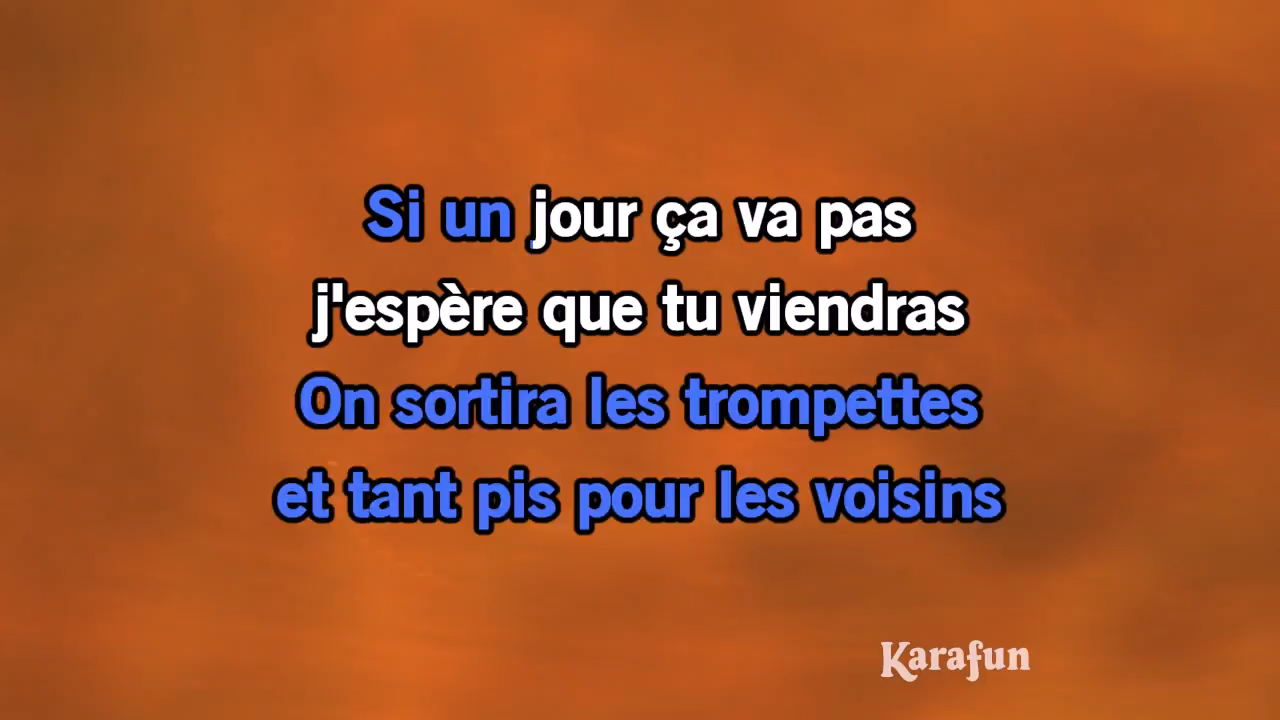 Si un jour ça va pas
j'espère que tu viendras
On sortira les trompettes
et tant pis pour les voisins
Karafun